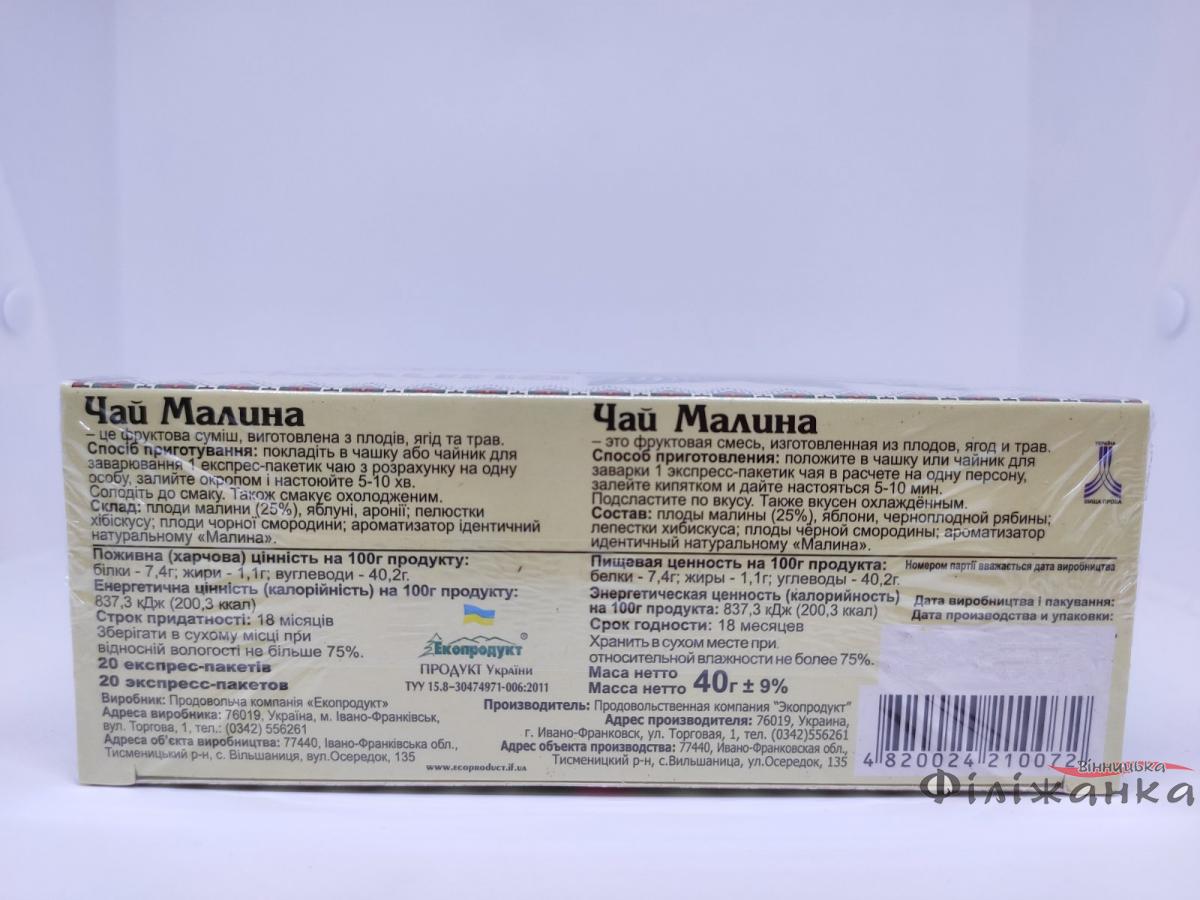 Чай Малина
– це фруктова суміш, виготовлена з плодів, ягід та трав.
Спосіб приготування: покладіть в чашку або чайник для
заварювання 1 експрес-пакетик чаю з розрахунку на одну
особу, залийте окропом і настоюйте 5-10 хв.
Солодіть до смаку. Також смакує охолодженим.
Склад: плоди малини (25%), яблуні, аронії; пелюстки
хібіскусу; плоди чорної смородини; ароматизатор ідентичний
натуральному «Малина».
Поживна (харчова) цінність на 100г продукту:
білки - 7,4г; жири - 1,1г; вуглеводи - 40,2г.
Енергетична цінність (калорійність) на 100г продукту:
837,3 кДж (200,3 ккал)
Строк придатності: 18 місяців
Зберігати в сухому місці при
відносній вологості не більше 75%.
20 експрес-пакетів
20 экспресс-пакетов
Екопродукт®
ПРОДУКТ України
ТУУ 15.8–30474971-006:2011
Виробник: Продовольча компанія «Екопродукт»
Адреса виробника: 76019, Україна, м. Івано-Франківськ,
вул. Торгова, 1, тел.: (0342) 556261
Адреса об'єкта виробництва: 77440, Івано-Франківська обл.,
Тисменицький р-н, с. Вільшаниця, вул.Осередок, 135
www.ecoproduct.if.ua
Чай Малина
– это фруктовая смесь, изготовленная из плодов, ягод и трав.
Способ приготовления: положите в чашку или чайник для
заварки 1 экспресс-пакетик чая в расчете на одну персону,
залейте кипятком и дайте настояться 5-10 мин.
Подсластите по вкусу. Также вкусен охлаждённым.
Состав: плоды малины (25%), яблони, черноплодной рябины;
лепестки хибискуса; плоды чёрной смородины; ароматизатор
идентичный натуральному «Малина».
УКРАЇНА
ВИЩА ПРОБА
Пищевая ценность на 100г продукта:
белки - 7,4г; жиры - 1,1г; углеводы - 40,2г.
Энергетическая ценность (калорийность)
на 100г продукта: 837,3 кДж (200,3 ккал)
Срок годности: 18 месяцев
Хранить в сухом месте при
относительной влажности не более 75%.
Маса нетто
Масса нетто 40г ± 9%
Номером партії вважається дата виробництва
Дата виробництва і пакування:
Дата производства и упаковки:
Производитель: Продовольственная компания "Экопродукт"
Адрес производителя: 76019, Украина,
г. Ивано-Франковск, ул. Торговая, 1, тел. (0342)556261
Адрес объекта производства: 77440, Ивано-Франковская обл.,
Тисменицкий р-н, с.Вильшаница, ул.Осередок, 135
4 820024 210072
Вінницька
Філіжанка